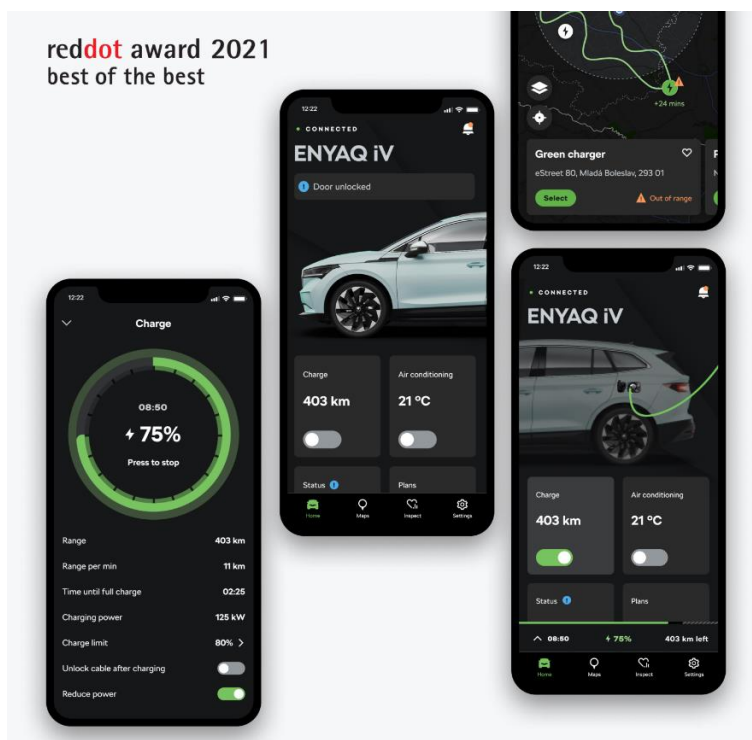 reddot award 2021
best of the best
12:22
Charge
08:50
75%
Press to stop
Range 403 km
Range per min 11 km
Time until full charge 02:25
Charging power 125 kW
Charge limit 80% >
Unlock cable after charging
Reduce power
12:22
CONNECTED
ENYAQ iV
Door unlocked
Charge Air conditioning
403 km 21 °C
Status Plans
Home Maps Inspect Settings
+24 mins
Green charger
eStreet 80, Mladá Boleslav, 293 01
Select Out of range
12:22
CONNECTED
ENYAQ iV
Charge Air conditioning
403 km 21 °C
Status Plans
08:50 75% 403 km left
Home Maps Inspect Settings